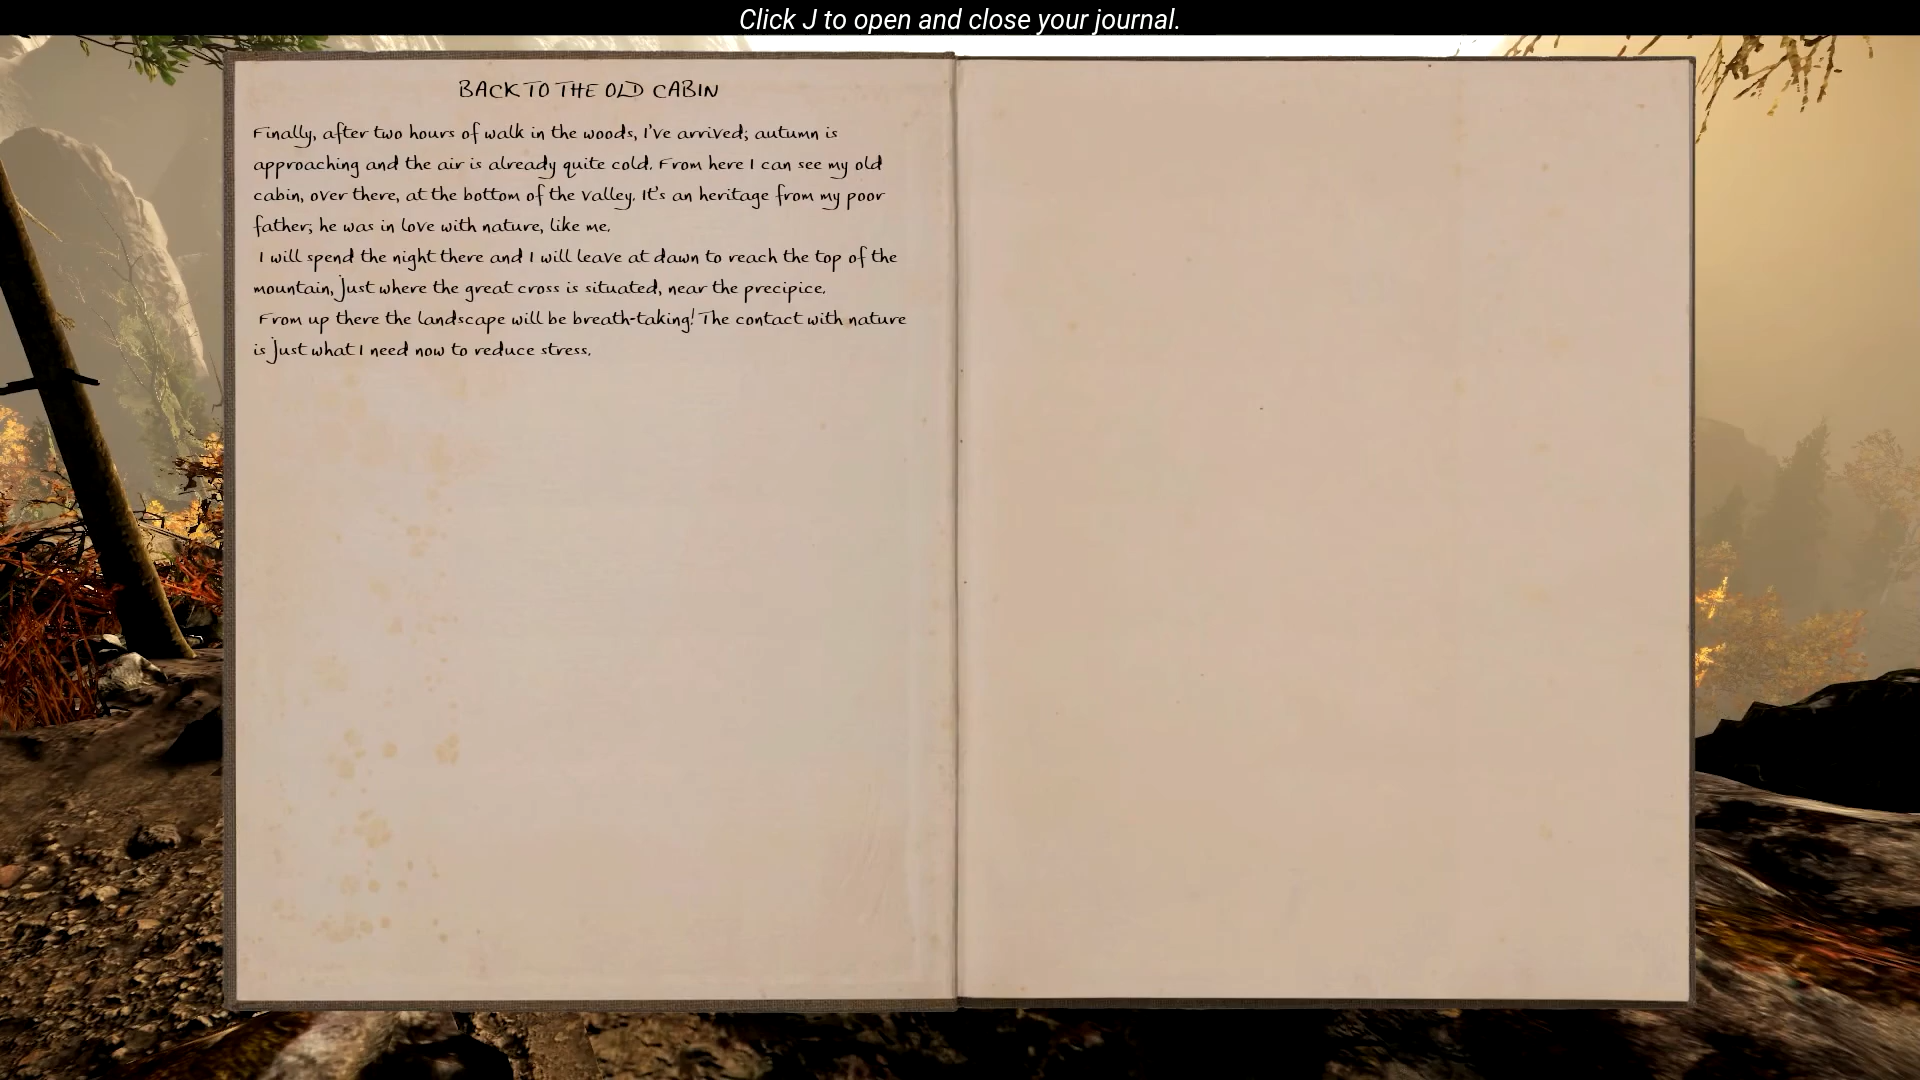 Click J to open and close your journal.
BACK TO THE OLD CABIN
Finally, after two hours of walk in the woods, I've arrived; autumn is
approaching and the air is already quite cold. From here I can see my old
cabin, over there, at the bottom of the valley. It's an heritage from my poor
father; he was in love with nature, like me.
I will spend the night there and I will leave at dawn to reach the top of the
mountain, just where the great cross is situated, near the precipice.
From up there the landscape will be breath-taking! The contact with nature
is just what I need now to reduce stress.